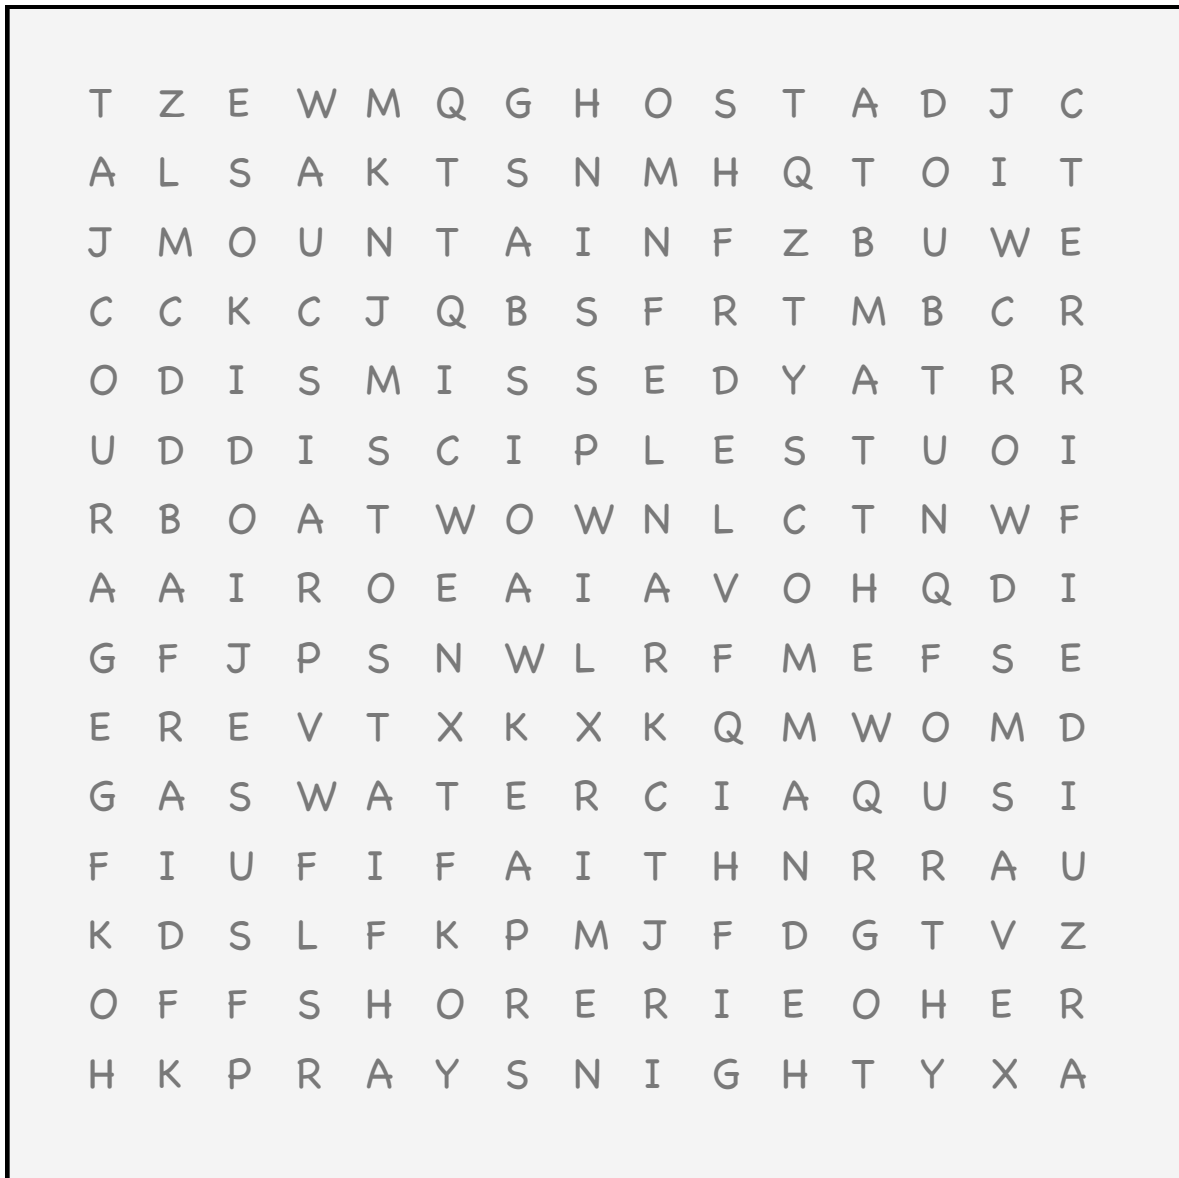 T Z E W M Q G H O S T A D J C
A L S A K T S N M H Q T O I T
J M O U N T A I N F Z B U W E
C C K C J Q B S F R T M B C R
O D I S M I S S E D Y A T R R
U D D I S C I P L E S T U O I
R B O A T W O W N L C T N W F
A A I R O E A I A V O H Q D I
G F J P S N W L R F M E F S E
E R E V T X K X K Q M W O M D
G A S W A T E R C I A Q U S I
F I U F I F A I T H N R R A U
K D S L F K P M J F D G T V Z
O F F S H O R E R I E O H E R
H K P R A Y S N I G H T Y X A